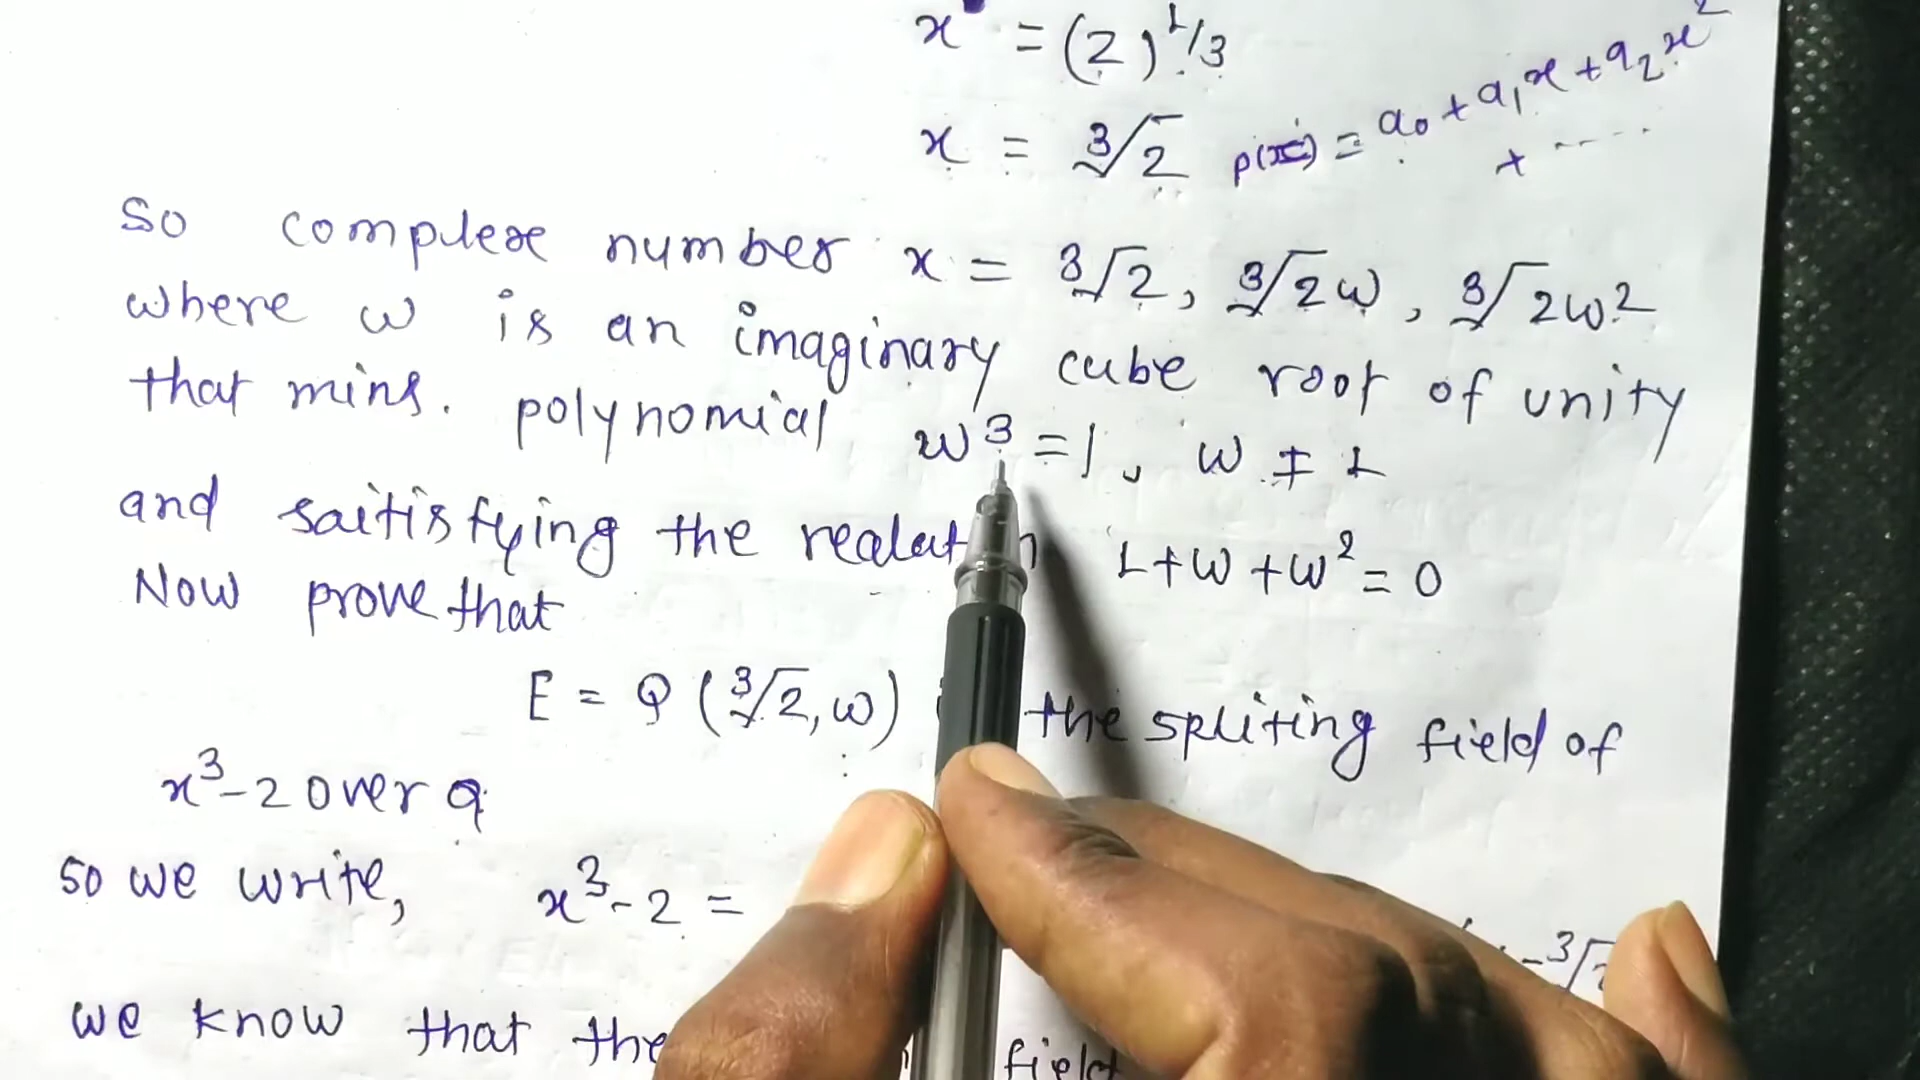 x = (2)^1/3
x = ∛2 p(x) = a₀ + a₁x + a₂x²
+ ----
So complex number x = ∛2, ∛2ω, ∛2ω²
where ω is an imaginary cube root of unity
that mins. polynomial ω³ = 1, ω ≠ 1
and saitisfying the realat n 1+ω+ω² = 0
Now prove that
E = Q (∛2, ω) the spliting field of
x³-2 over Q
so we write, x³-2 = -∛2
we know that the field